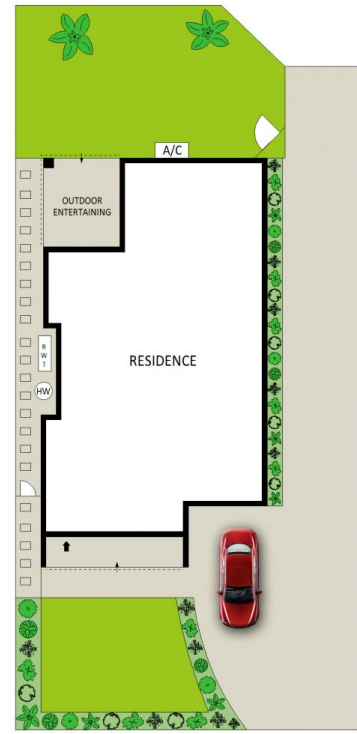 A/C
OUTDOOR
ENTERTAINING
RESIDENCE
R
W
T
HW